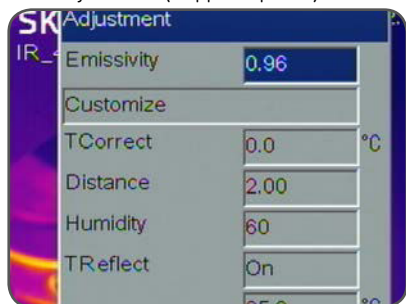 SK Adjustment
IR_
Emissivity 0.96
Customize
TCorrect 0.0 °C
Distance 2.00
Humidity 60
TReflect On
°C